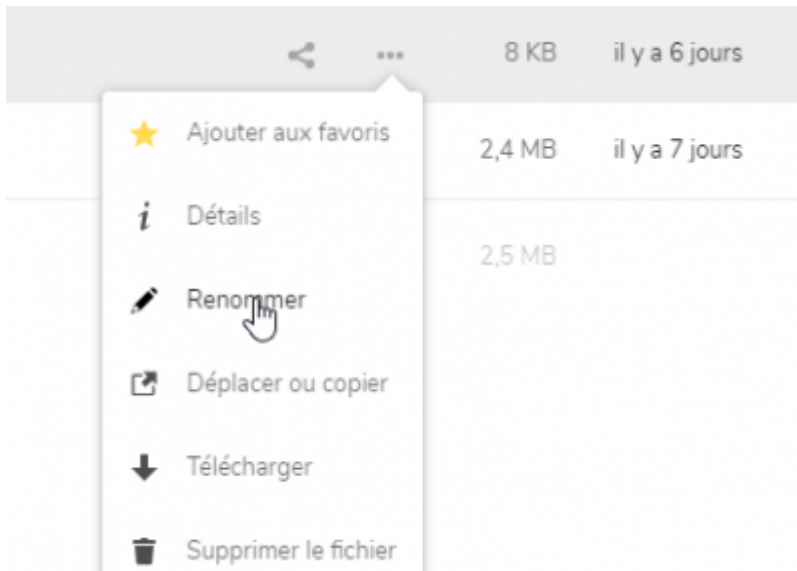 8 KB il y a 6 jours
Ajouter aux favoris
2,4 MB il y a 7 jours
Détails
2,5 MB
Renommer
Déplacer ou copier
Télécharger
Supprimer le fichier